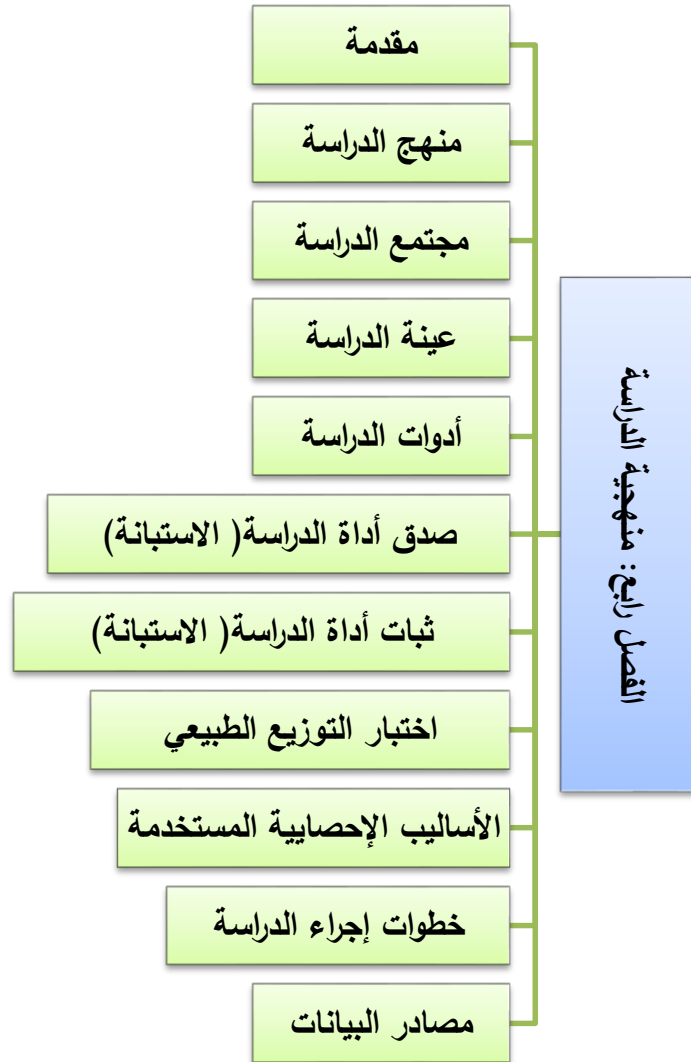 الفصل رابع: منهجية الدراسة
مقدمة
منهج الدراسة
مجتمع الدراسة
عينة الدراسة
أدوات الدراسة
صدق أداة الدراسة( الاستبانة)
ثبات أداة الدراسة( الاستبانة)
اختبار التوزيع الطبيعي
الأساليب الإحصايية المستخدمة
خطوات إجراء الدراسة
مصادر البيانات